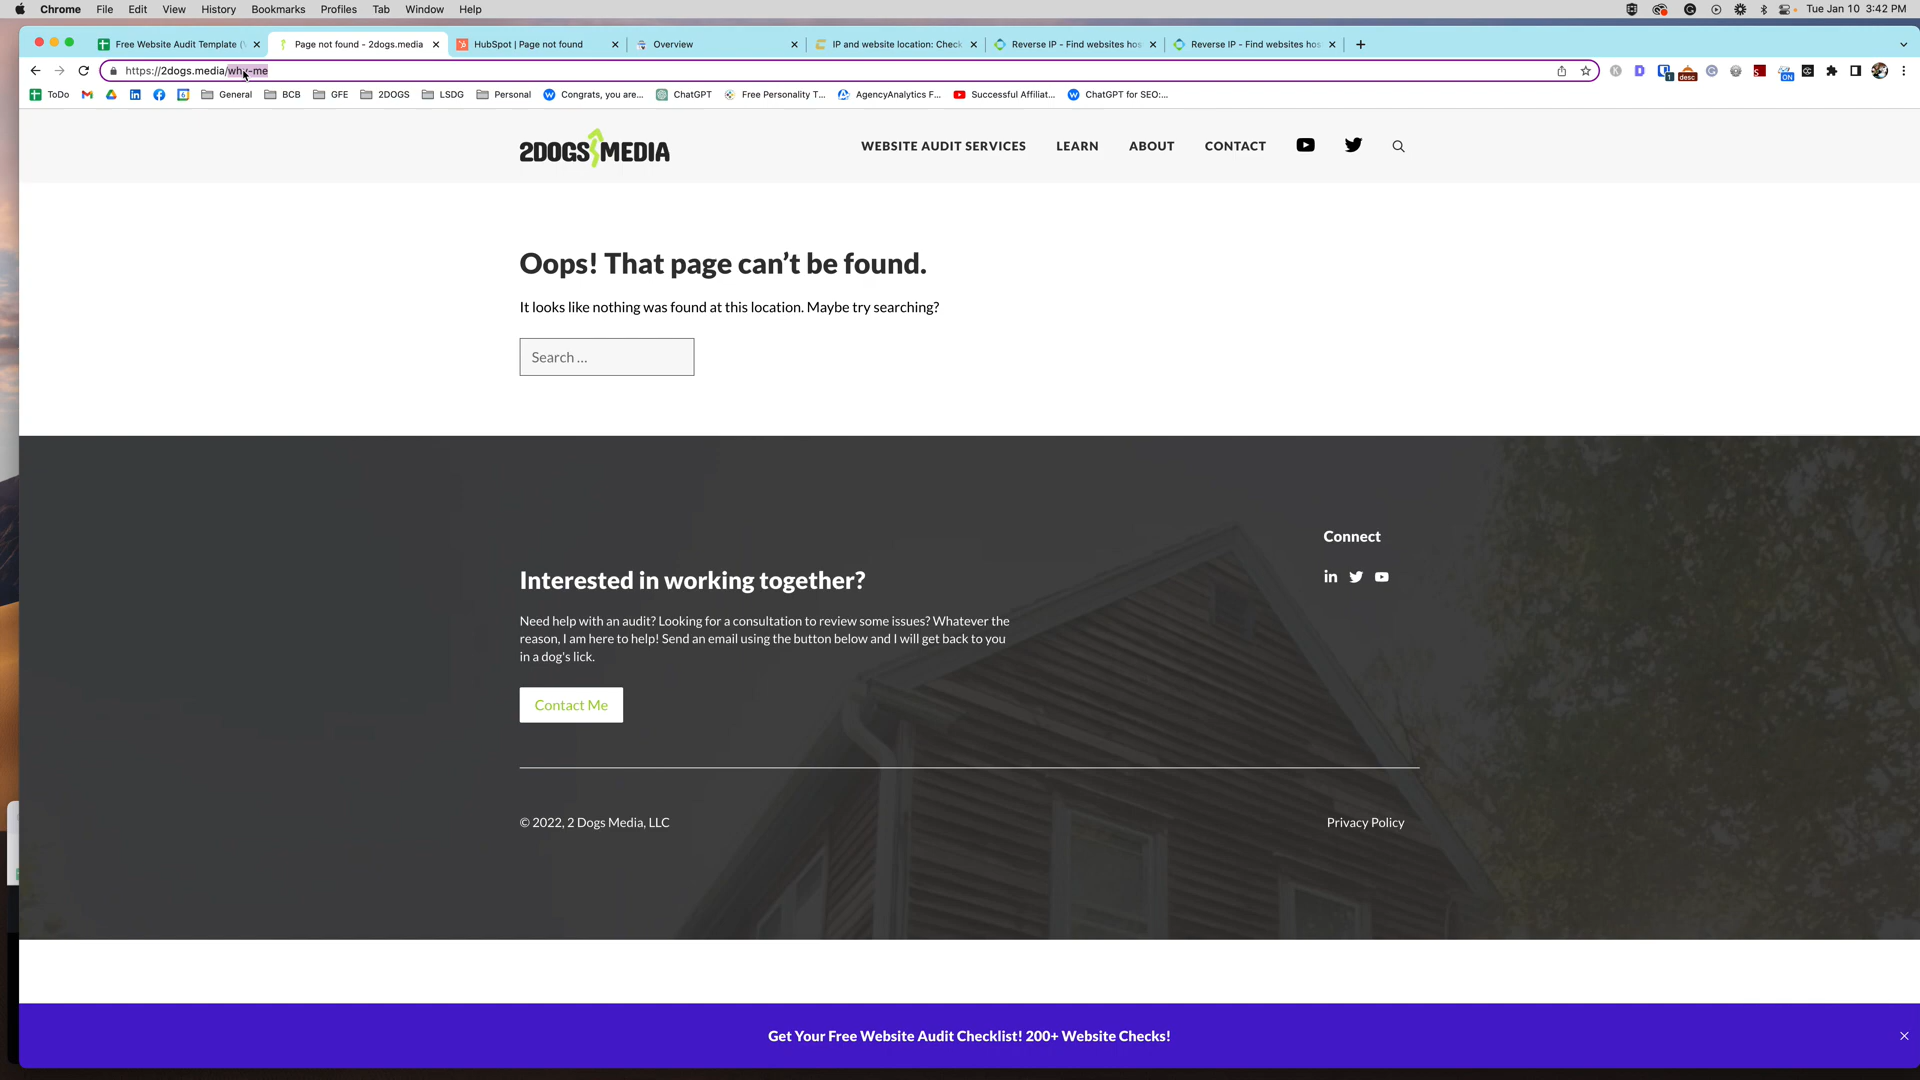 Chrome File Edit View History Bookmarks Profiles Tab Window Help Tue Jan 10 3:42 PM
Free Website Audit Template ( Page not found - 2dogs.media HubSpot | Page not found Overview IP and website location: Check Reverse IP - Find websites hos Reverse IP - Find websites hos
https://2dogs.media/why-me
ToDo General BCB GFE 2DOGS LSDG Personal Congrats, you are... ChatGPT Free Personality T... AgencyAnalytics F... Successful Affiliat... ChatGPT for SEO:...
2DOGS MEDIA WEBSITE AUDIT SERVICES LEARN ABOUT CONTACT
Oops! That page can’t be found.
It looks like nothing was found at this location. Maybe try searching?
Search …
Connect
Interested in working together?
Need help with an audit? Looking for a consultation to review some issues? Whatever the
reason, I am here to help! Send an email using the button below and I will get back to you
in a dog's lick.
Contact Me
© 2022, 2 Dogs Media, LLC Privacy Policy
Get Your Free Website Audit Checklist! 200+ Website Checks!